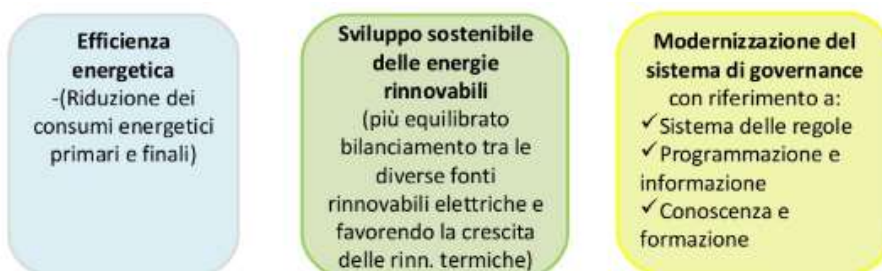 Efficienza
energetica
-(Riduzione dei
consumi energetici
primari e finali)
Sviluppo sostenibile
delle energie
rinnovabili
(più equilibrato
bilanciamento tra le
diverse fonti
rinnovabili elettriche e
favorendo la crescita
delle rinn. termiche)
Modernizzazione del
sistema di governance
con riferimento a:
✓Sistema delle regole
✓Programmazione e
informazione
✓Conoscenza e
formazione